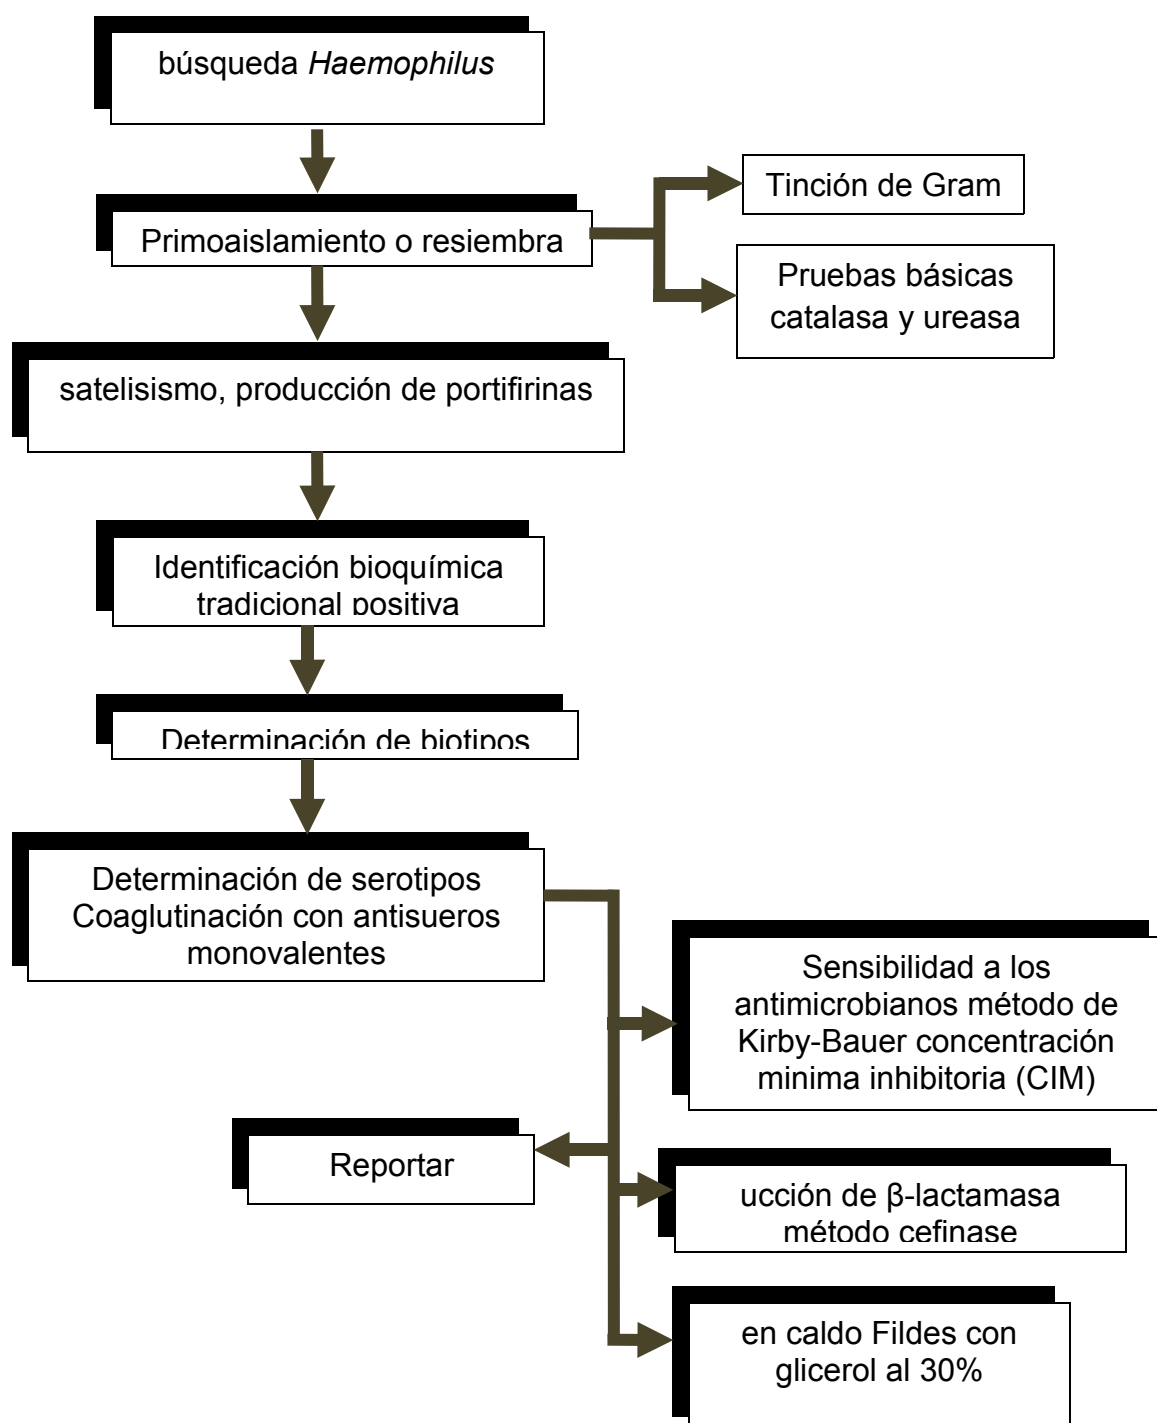 búsqueda Haemophilus
Primoaislamiento o resiembra
Tinción de Gram
Pruebas básicas
catalasa y ureasa
satelisismo, producción de portifirinas
Identificación bioquímica
tradicional positiva
Determinación de biotipos
Determinación de serotipos
Coaglutinación con antisueros
monovalentes
Sensibilidad a los
antimicrobianos método de
Kirby-Bauer concentración
minima inhibitoria (CIM)
Reportar
ucción de β-lactamasa
método cefinase
en caldo Fildes con
glicerol al 30%